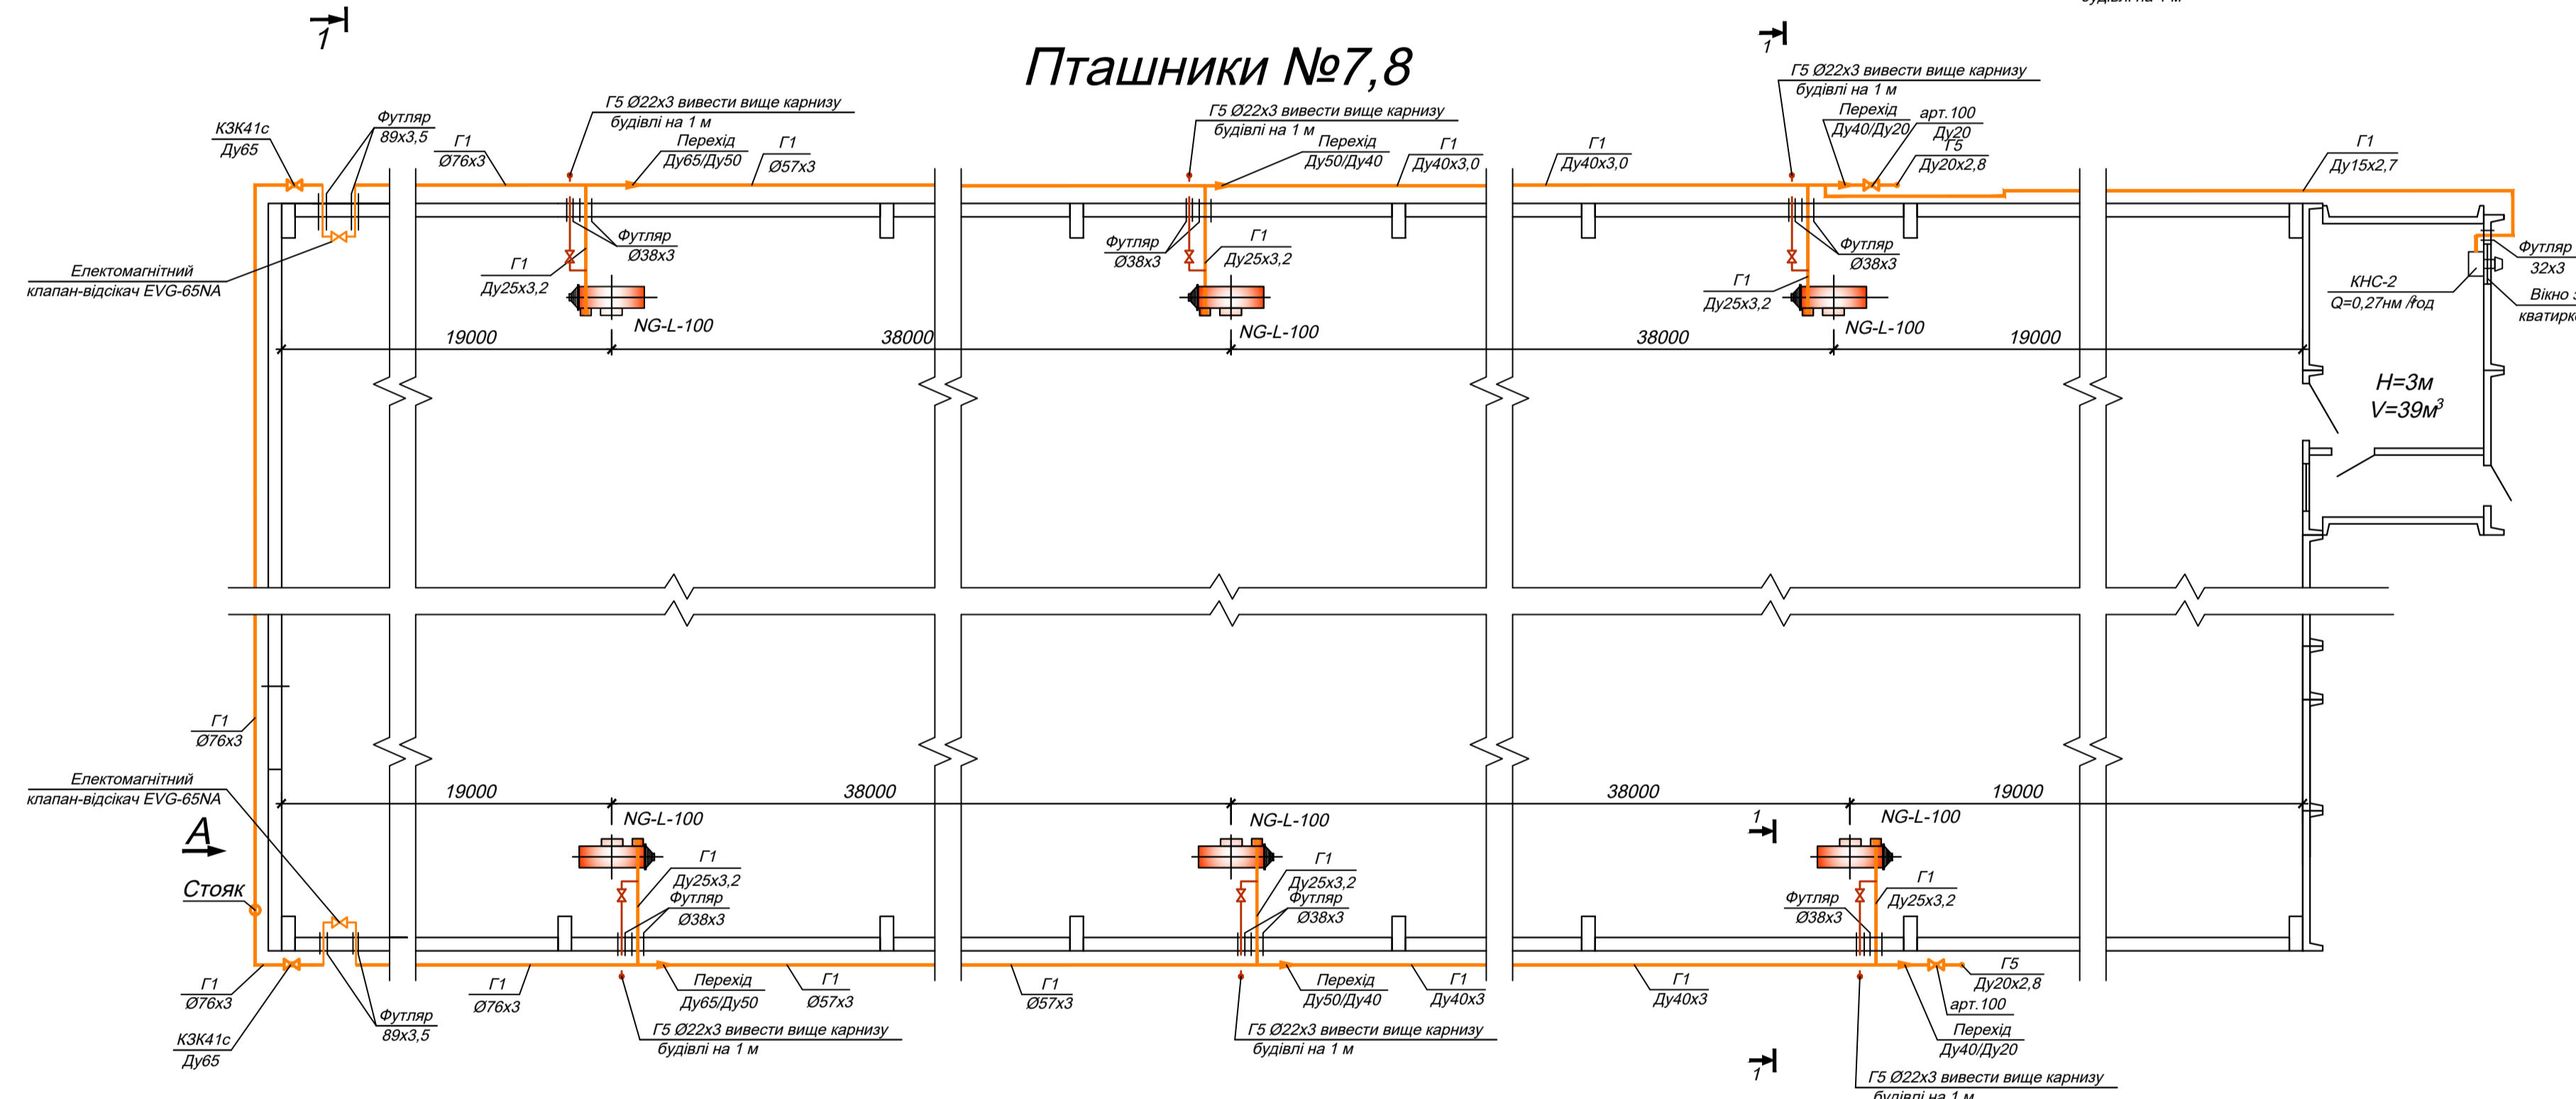 будівлі на 1 м
1
1
Пташники №7,8
Г5 Ø22х3 вивести вище карнизу
будівлі на 1 м
Г5 Ø22х3 вивести вище карнизу
будівлі на 1 м
Г5 Ø22х3 вивести вище карнизу
будівлі на 1 м
КЗК41с
Ду65
Футляр
89х3,5
Г1
Ø76х3
Перехід
Ду65/Ду50
Г1
Ø57х3
Перехід
Ду50/Ду40
Г1
Ду40х3,0
Г1
Ду40х3,0
Перехід
Ду40/Ду20
арт.100
Ду20
Г5
Ду20х2,8
Г1
Ду15х2,7
Електомагнітний
клапан-відсікач EVG-65NA
Г1
Ду25х3,2
Футляр
Ø38х3
Футляр
Ø38х3
Г1
Ду25х3,2
Г1
Ду25х3,2
Футляр
Ø38х3
КНС-2
Q=0,27нм /год
Футляр
32х3
Вікно
NG-L-100
NG-L-100
NG-L-100
19000
38000
38000
19000
Н=3м
V=39м3
Г1
Ø76х3
Електомагнітний
клапан-відсікач EVG-65NA
19000
38000
38000
19000
А
Стояк
NG-L-100
NG-L-100
1
NG-L-100
Г1
Ду25х3,2
Футляр
Ø38х3
Г1
Ду25х3,2
Футляр
Ø38х3
Футляр
Ø38х3
Г1
Ду25х3,2
Г1
Ø76х3
КЗК41с
Ду65
Футляр
89х3,5
Г1
Ø76х3
Перехід
Ду65/Ду50
Г1
Ø57х3
Г1
Ø57х3
Перехід
Ду50/Ду40
Г1
Ду40х3
Г1
Ду40х3
Г5
Ду20х2,8
арт.100
Перехід
Ду40/Ду20
Г5 Ø22х3 вивести вище карнизу
будівлі на 1 м
Г5 Ø22х3 вивести вище карнизу
будівлі на 1 м
1
Г5 Ø22х3 вивести вище карнизу
будівлі на 1 м